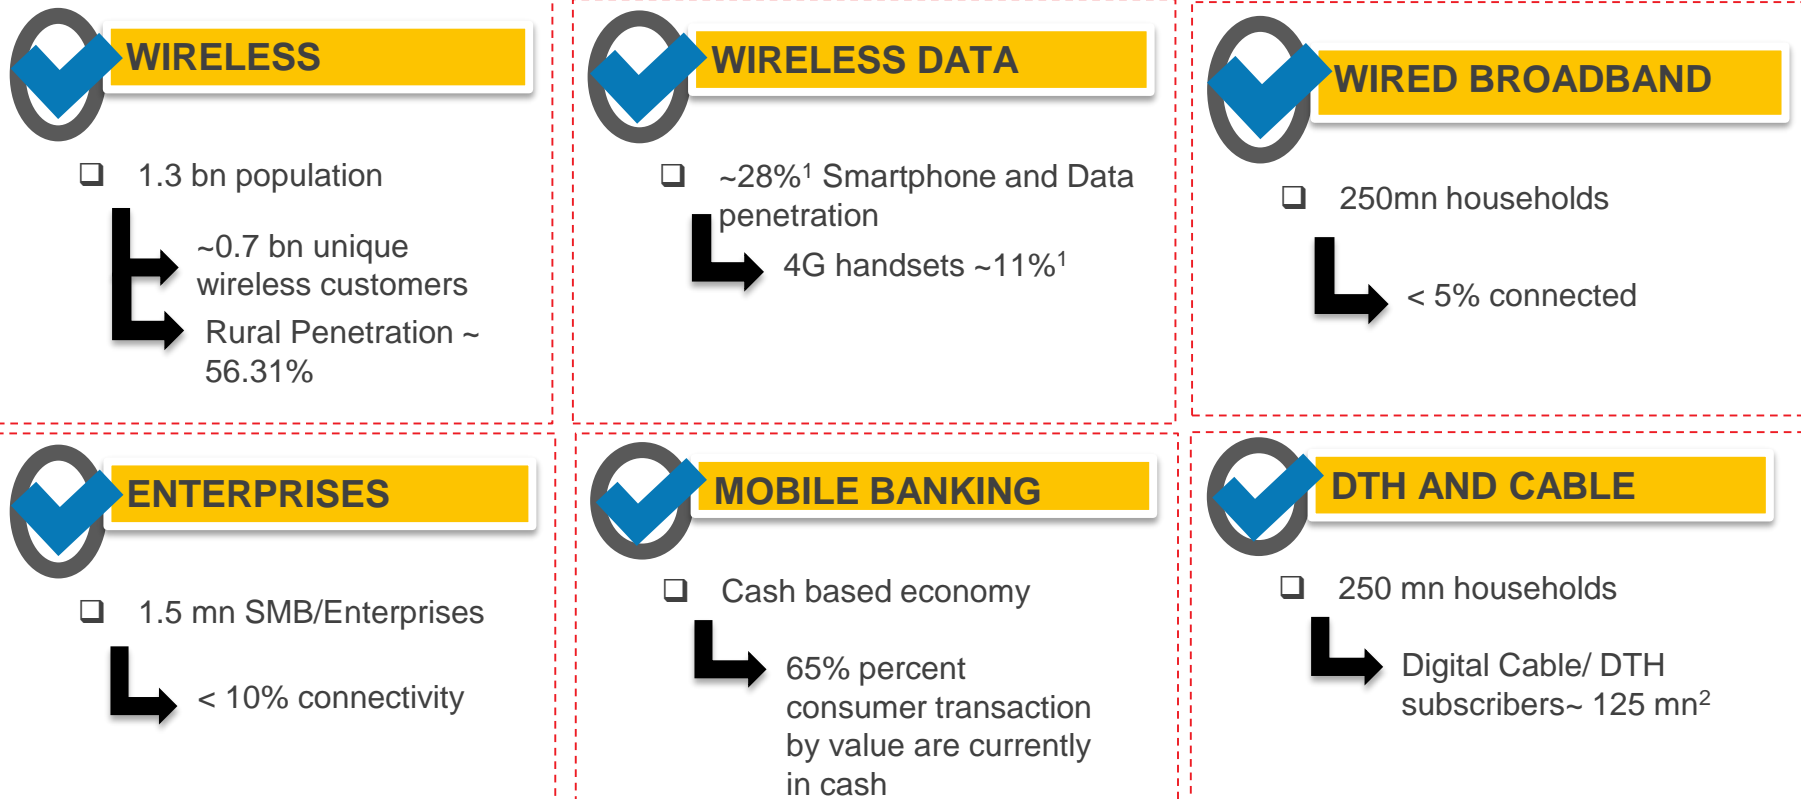 WIRELESS
1.3 bn population
~0.7 bn unique
wireless customers
Rural Penetration ~
56.31%
WIRELESS DATA
~28%¹ Smartphone and Data
penetration
4G handsets ~11%¹
WIRED BROADBAND
250mn households
< 5% connected
ENTERPRISES
1.5 mn SMB/Enterprises
< 10% connectivity
MOBILE BANKING
Cash based economy
65% percent
consumer transaction
by value are currently
in cash
DTH AND CABLE
250 mn households
Digital Cable/ DTH
subscribers~ 125 mn²